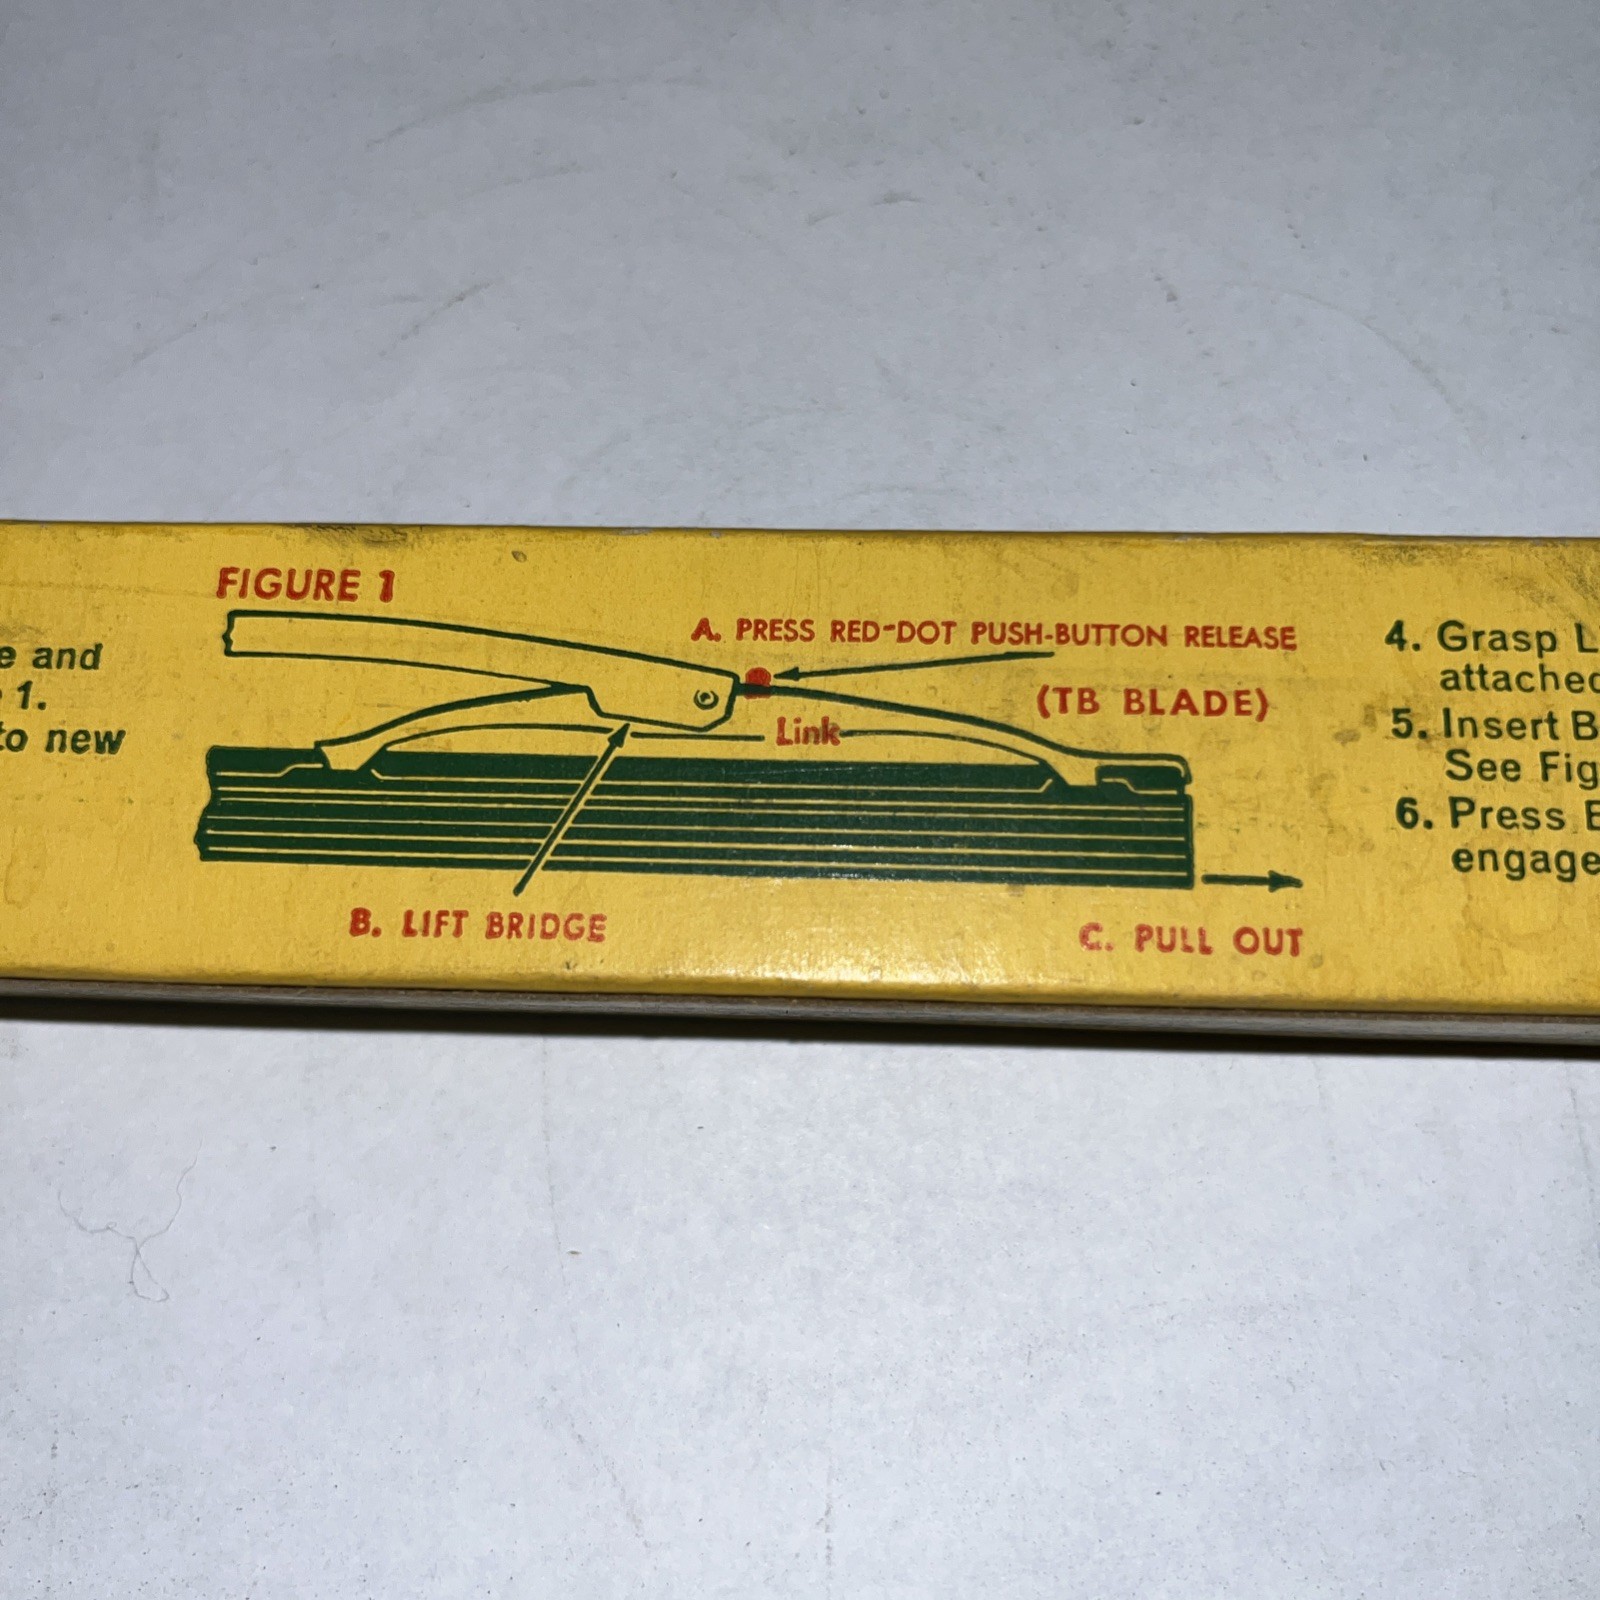 e and
1.
to new
FIGURE 1
A. PRESS RED-DOT PUSH-BUTTON RELEASE
(TB BLADE)
Link
B. LIFT BRIDGE
C. PULL OUT
4. Grasp L
attached
5. Insert B
See Fig
6. Press
engage